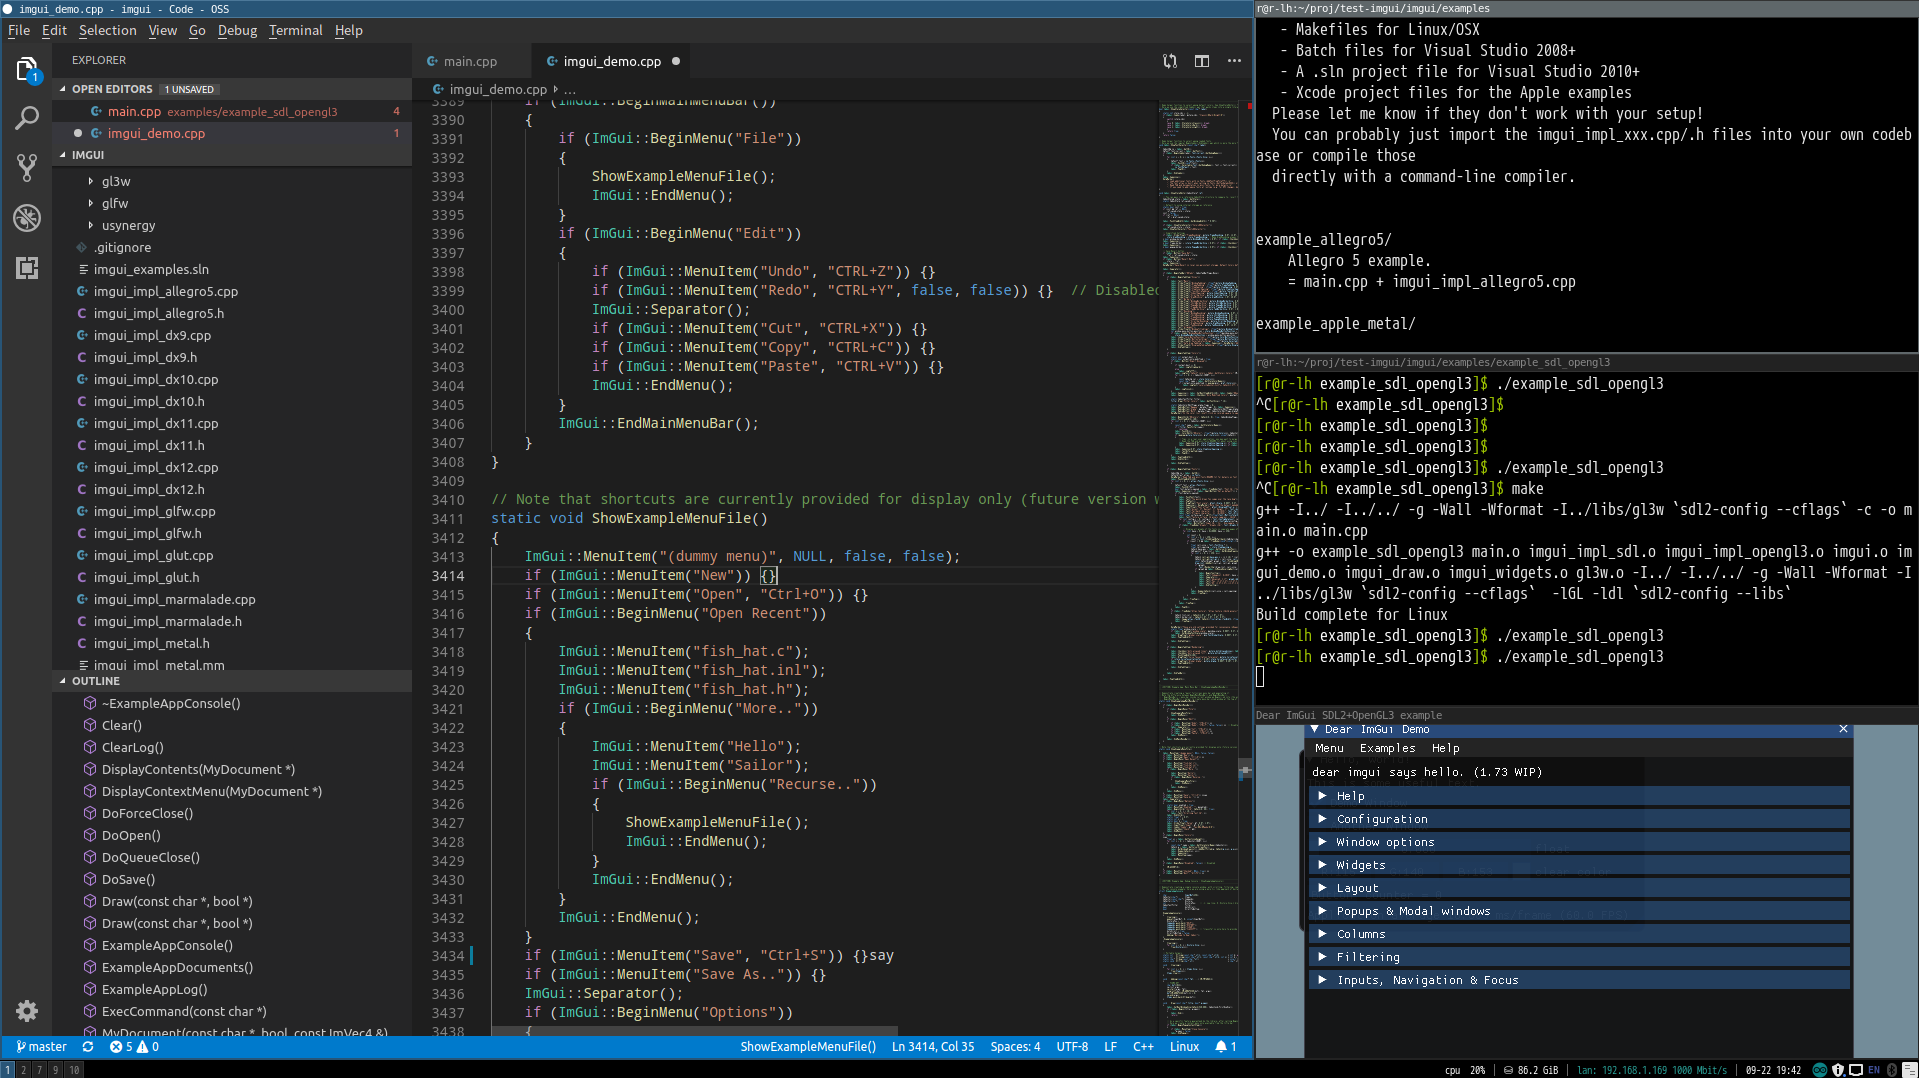 imgui_demo.cpp - imgui - Code - OSS
File Edit Selection View Go Debug Terminal Help
1
EXPLORER
OPEN EDITORS 1 UNSAVED
main.cpp examples/example_sdl_opengl3 4
imgui_demo.cpp 1
IMGUI
gl3w
glfw
usynergy
.gitignore
imgui_examples.sln
imgui_impl_allegro5.cpp
imgui_impl_allegro5.h
imgui_impl_dx9.cpp
imgui_impl_dx9.h
imgui_impl_dx10.cpp
imgui_impl_dx10.h
imgui_impl_dx11.cpp
imgui_impl_dx11.h
imgui_impl_dx12.cpp
imgui_impl_dx12.h
imgui_impl_glfw.cpp
imgui_impl_glfw.h
imgui_impl_glut.cpp
imgui_impl_glut.h
imgui_impl_marmalade.cpp
imgui_impl_marmalade.h
imgui_impl_metal.h
imgui_impl_metal.mm
OUTLINE
~ExampleAppConsole()
Clear()
ClearLog()
DisplayContents(MyDocument *)
DisplayContextMenu(MyDocument *)
DoForceClose()
DoOpen()
DoQueueClose()
DoSave()
Draw(const char *, bool *)
Draw(const char *, bool *)
ExampleAppConsole()
ExampleAppDocuments()
ExampleAppLog()
ExecCommand(const char *)
MyDocument(const char *, bool, const ImVec4 &)
main.cpp imgui_demo.cpp
imgui_demo.cpp ...
3389 if (ImGui::BeginMainMenuBar())
3390 {
3391 if (ImGui::BeginMenu("File"))
3392 {
3393 ShowExampleMenuFile();
3394 ImGui::EndMenu();
3395 }
3396 if (ImGui::BeginMenu("Edit"))
3397 {
3398 if (ImGui::MenuItem("Undo", "CTRL+Z")) {}
3399 if (ImGui::MenuItem("Redo", "CTRL+Y", false, false)) {} // Disabled
3400 ImGui::Separator();
3401 if (ImGui::MenuItem("Cut", "CTRL+X")) {}
3402 if (ImGui::MenuItem("Copy", "CTRL+C")) {}
3403 if (ImGui::MenuItem("Paste", "CTRL+V")) {}
3404 ImGui::EndMenu();
3405 }
3406 ImGui::EndMainMenuBar();
3407 }
3408 }
3409
3410 // Note that shortcuts are currently provided for display only (future version w
3411 static void ShowExampleMenuFile()
3412 {
3413 ImGui::MenuItem("(dummy menu)", NULL, false, false);
3414 if (ImGui::MenuItem("New")) {}
3415 if (ImGui::MenuItem("Open", "Ctrl+O")) {}
3416 if (ImGui::BeginMenu("Open Recent"))
3417 {
3418 ImGui::MenuItem("fish_hat.c");
3419 ImGui::MenuItem("fish_hat.inl");
3420 ImGui::MenuItem("fish_hat.h");
3421 if (ImGui::BeginMenu("More.."))
3422 {
3423 ImGui::MenuItem("Hello");
3424 ImGui::MenuItem("Sailor");
3425 if (ImGui::BeginMenu("Recurse.."))
3426 {
3427 ShowExampleMenuFile();
3428 ImGui::EndMenu();
3429 }
3430 ImGui::EndMenu();
3431 }
3432 ImGui::EndMenu();
3433 }
3434 if (ImGui::MenuItem("Save", "Ctrl+S")) {}say
3435 if (ImGui::MenuItem("Save As..")) {}
3436 ImGui::Separator();
3437 if (ImGui::BeginMenu("Options"))
3438 {
master 5 0 ShowExampleMenuFile() Ln 3414, Col 35 Spaces: 4 UTF-8 LF C++ Linux 1
r@r-lh:~/proj/test-imgui/imgui/examples
- Makefiles for Linux/OSX
- Batch files for Visual Studio 2008+
- A .sln project file for Visual Studio 2010+
- Xcode project files for the Apple examples
Please let me know if they don't work with your setup!
You can probably just import the imgui_impl_xxx.cpp/.h files into your own codeb
ase or compile those
directly with a command-line compiler.
example_allegro5/
Allegro 5 example.
= main.cpp + imgui_impl_allegro5.cpp
example_apple_metal/
r@r-lh:~/proj/test-imgui/imgui/examples/example_sdl_opengl3
[r@r-lh example_sdl_opengl3]$ ./example_sdl_opengl3
^C[r@r-lh example_sdl_opengl3]$
[r@r-lh example_sdl_opengl3]$
[r@r-lh example_sdl_opengl3]$
[r@r-lh example_sdl_opengl3]$ ./example_sdl_opengl3
^C[r@r-lh example_sdl_opengl3]$ make
g++ -I../ -I../../ -g -Wall -Wformat -I../libs/gl3w `sdl2-config --cflags` -c -o m
ain.o main.cpp
g++ -o example_sdl_opengl3 main.o imgui_impl_sdl.o imgui_impl_opengl3.o imgui.o im
gui_demo.o imgui_draw.o imgui_widgets.o gl3w.o -I../ -I../../ -g -Wall -Wformat -I
../libs/gl3w `sdl2-config --cflags`  -lGL -ldl `sdl2-config --libs`
Build complete for Linux
[r@r-lh example_sdl_opengl3]$ ./example_sdl_opengl3
[r@r-lh example_sdl_opengl3]$ ./example_sdl_opengl3
Dear ImGui SDL2+OpenGL3 example
Dear ImGui Demo
Menu Examples Help
dear imgui says hello. (1.73 WIP)
Help
Configuration
Window options
Widgets
Layout
Popups & Modal windows
Columns
Filtering
Inputs, Navigation & Focus
1 2 7 9 10
cpu 20% 86.2 GiB lan: 192.168.1.169 1000 Mbit/s 09-22 19:42 EN